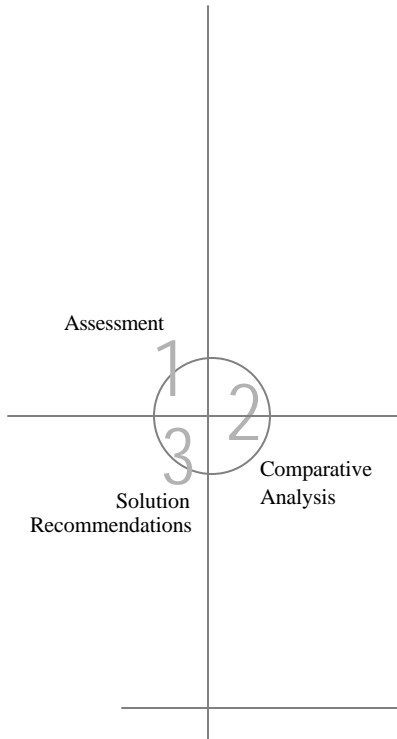 Assessment
1
2
3
Comparative
Analysis
Solution
Recommendations